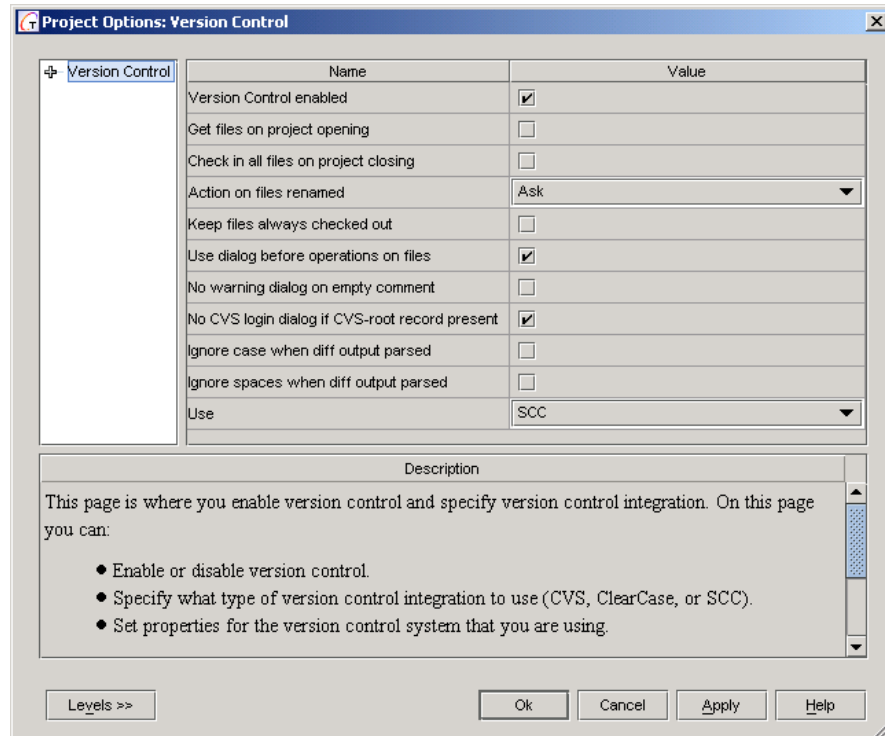 Project Options: Version Control
Version Control
Name Value
Version Control enabled
Get files on project opening
Check in all files on project closing
Action on files renamed Ask
Keep files always checked out
Use dialog before operations on files
No warning dialog on empty comment
No CVS login dialog if CVS-root record present
Ignore case when diff output parsed
Ignore spaces when diff output parsed
Use SCC
Description
This page is where you enable version control and specify version control integration. On this page
you can:
● Enable or disable version control.
● Specify what type of version control integration to use (CVS, ClearCase, or SCC).
● Set properties for the version control system that you are using.
Levels >> Ok Cancel Apply Help